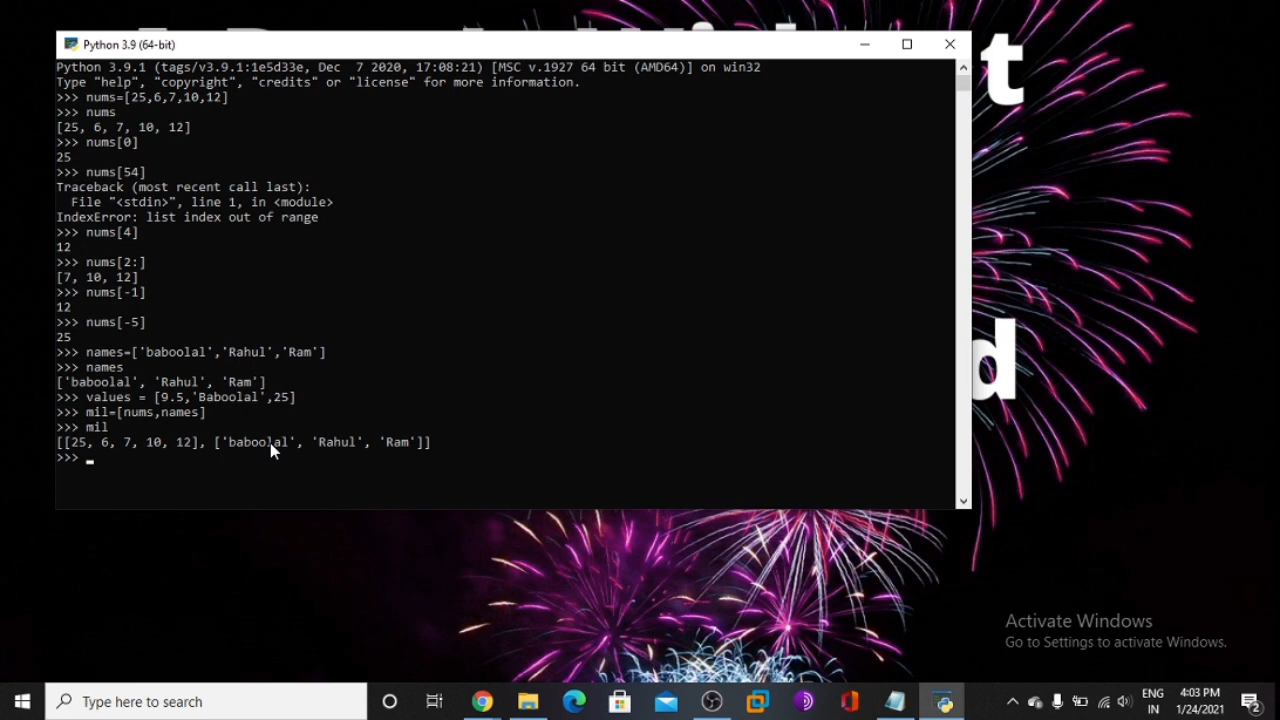 t
d
Python 3.9 (64-bit)
Python 3.9.1 (tags/v3.9.1:1e5d33e, Dec  7 2020, 17:08:21) [MSC v.1927 64 bit (AMD64)] on win32
Type "help", "copyright", "credits" or "license" for more information.
>>> nums=[25,6,7,10,12]
>>> nums
[25, 6, 7, 10, 12]
>>> nums[0]
25
>>> nums[54]
Traceback (most recent call last):
  File "<stdin>", line 1, in <module>
IndexError: list index out of range
>>> nums[4]
12
>>> nums[2:]
[7, 10, 12]
>>> nums[-1]
12
>>> nums[-5]
25
>>> names=['baboolal','Rahul','Ram']
>>> names
['baboolal', 'Rahul', 'Ram']
>>> values = [9.5,'Baboolal',25]
>>> mil=[nums,names]
>>> mil
[[25, 6, 7, 10, 12], ['baboolal', 'Rahul', 'Ram']]
>>>
Activate Windows
Go to Settings to activate Windows.
Type here to search
ENG
IN
4:03 PM
1/24/2021
2